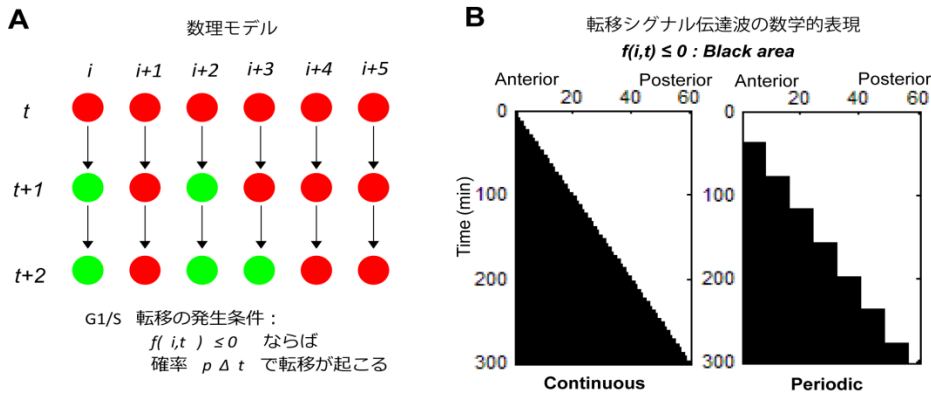 A
数理モデル
i i+1 i+2 i+3 i+4 i+5
t
t+1
t+2
G1/S 転移の発生条件：
f( i,t ) ≤ 0 ならば
確率 p Δ t で転移が起こる
B
転移シグナル伝達波の数学的表現
f(i,t) ≤ 0 : Black area
Anterior Posterior
20 40 60
0
100
200
300
Time (min)
Continuous
Anterior Posterior
20 40 60
0
100
200
300
Periodic